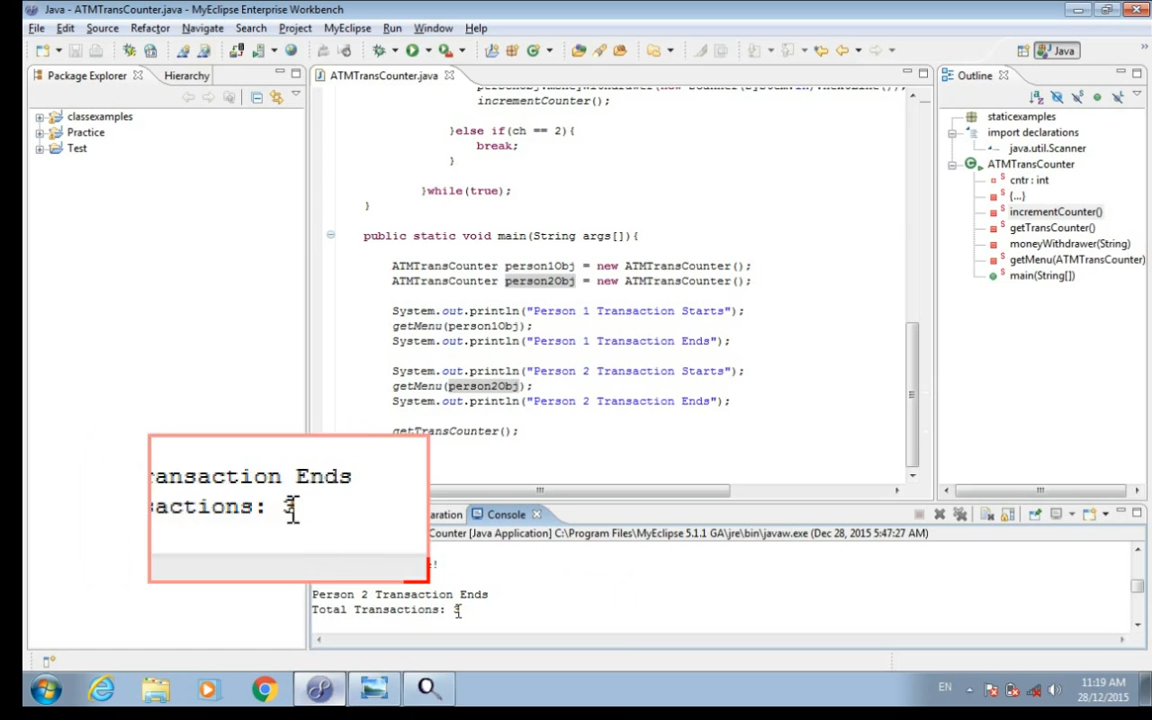 Java - ATMTransCounter.java - MyEclipse Enterprise Workbench
File Edit Source Refactor Navigate Search Project MyEclipse Run Window Help
Java
Package Explorer Hierarchy
classexamples
Practice
Test
ATMTransCounter.java
incrementCounter();
}else if(ch == 2){
break;
}
}while(true);
}
public static void main(String args[]){
ATMTransCounter person1Obj = new ATMTransCounter();
ATMTransCounter person2Obj = new ATMTransCounter();
System.out.println("Person 1 Transaction Starts");
getMenu(person1Obj);
System.out.println("Person 1 Transaction Ends");
System.out.println("Person 2 Transaction Starts");
getMenu(person2Obj);
System.out.println("Person 2 Transaction Ends");
getTransCounter();
Outline
staticexamples
import declarations
java.util.Scanner
ATMTransCounter
cntr : int
{...}
incrementCounter()
getTransCounter()
moneyWithdrawer(String)
getMenu(ATMTransCounter)
main(String[])
ansaction Ends
actions: 3
aration Console
Counter [Java Application] C:\Program Files\MyEclipse 5.1.1 GA\jre\bin\javaw.exe (Dec 28, 2015 5:47:27 AM)
!
Person 2 Transaction Ends
Total Transactions: 3
EN
11:19 AM
28/12/2015